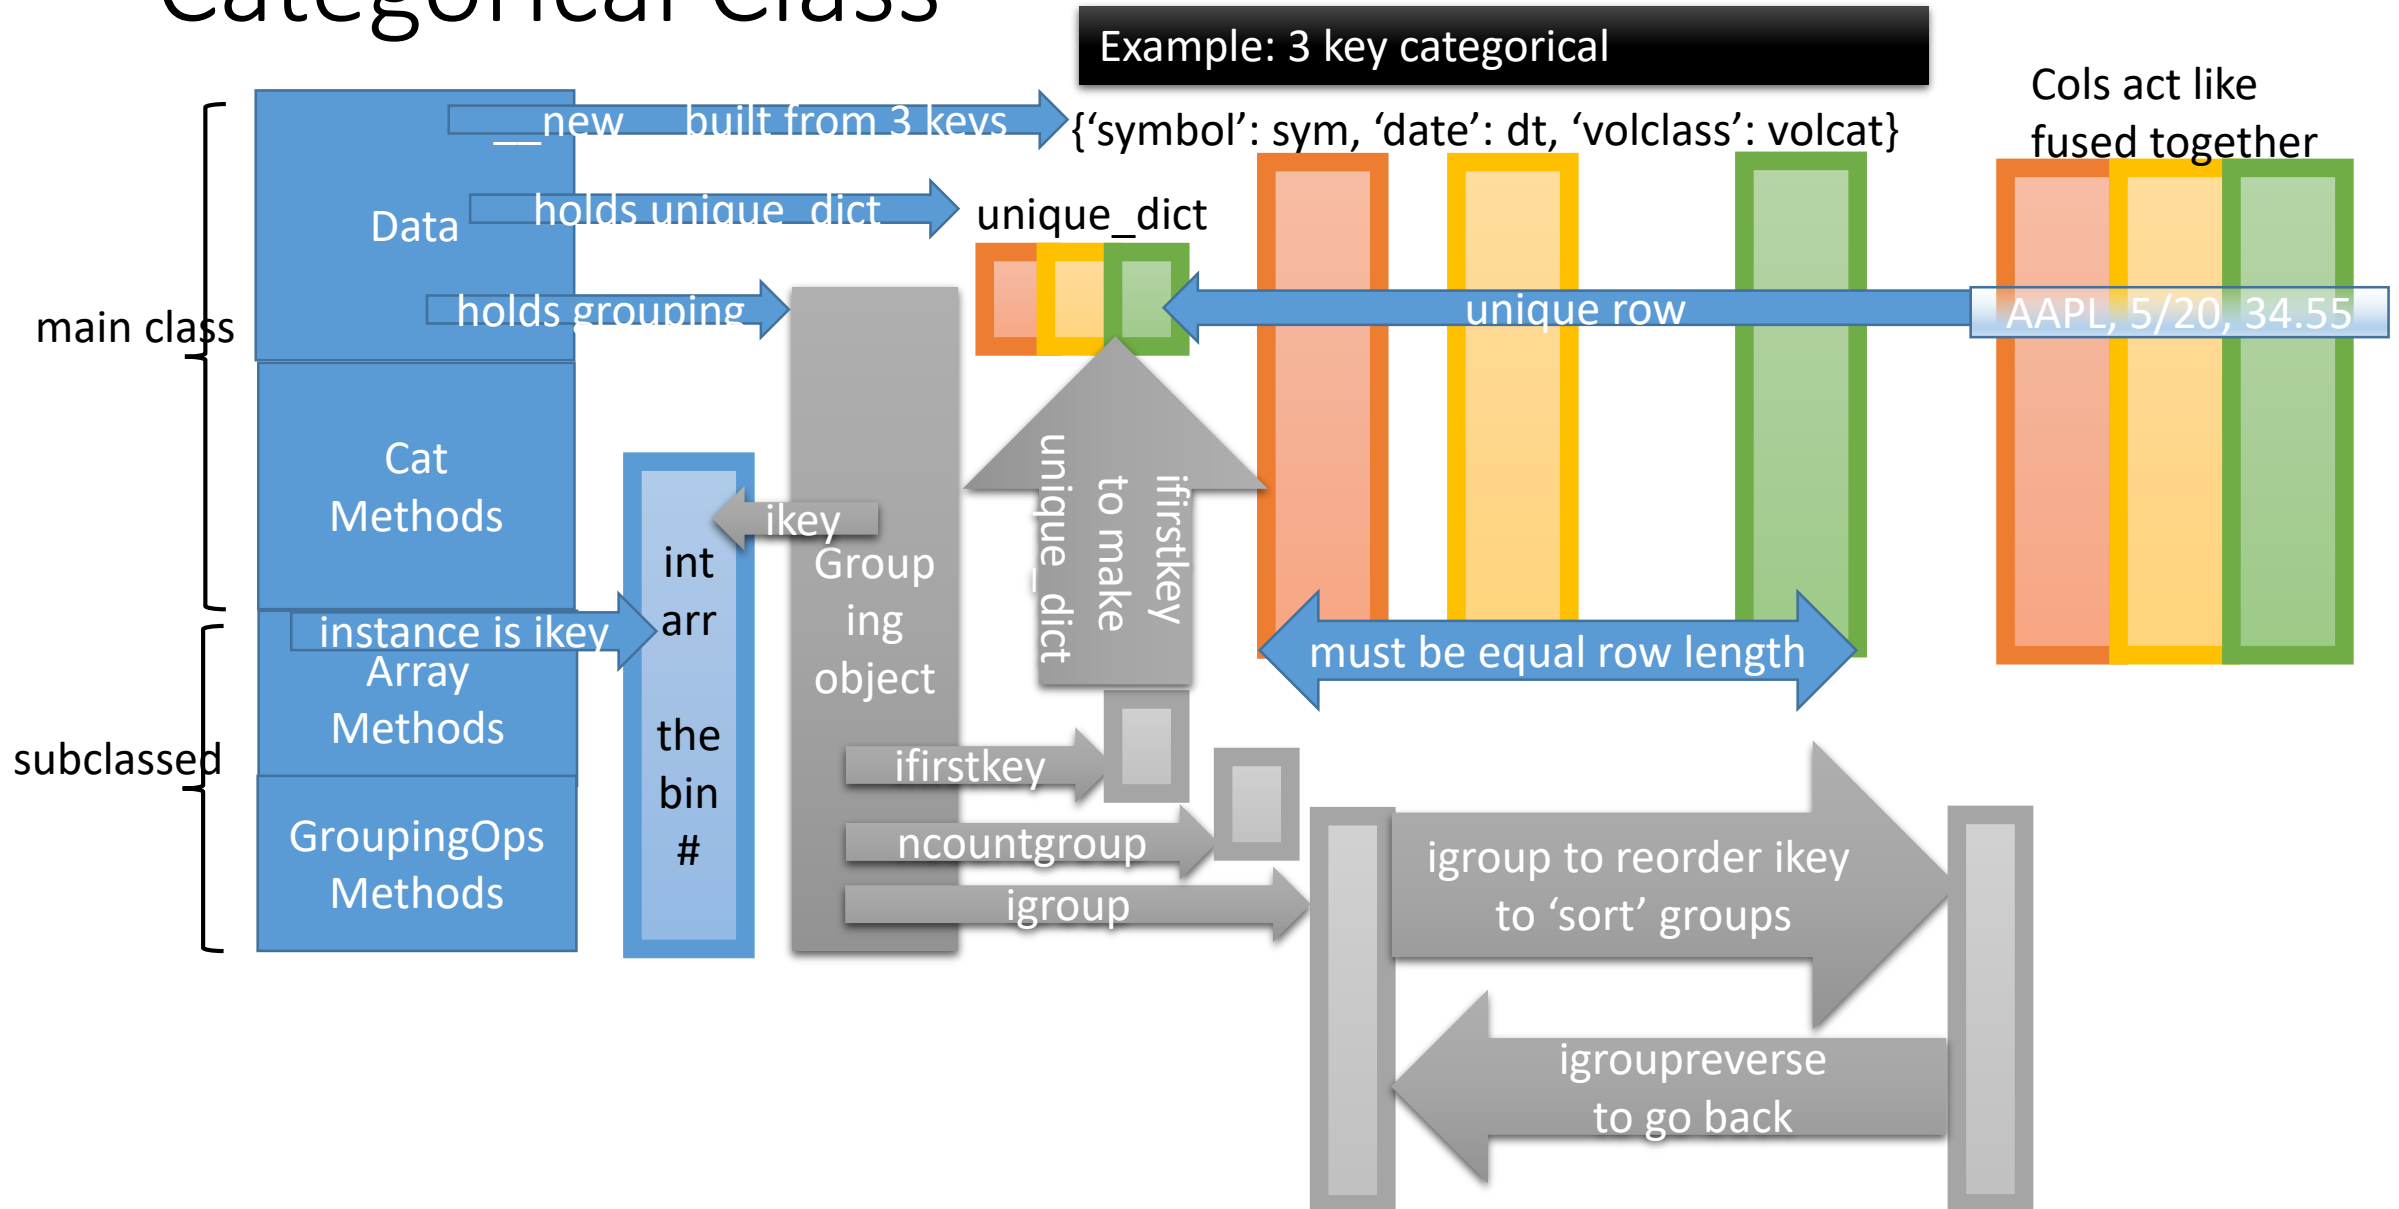 Categorical Class
Example: 3 key categorical
Cols act like
fused together
__new__ built from 3 keys
{‘symbol’: sym, ‘date’: dt, ‘volclass’: volcat}
holds unique_dict
unique_dict
Data
holds grouping
unique row
AAPL, 5/20, 34.55
main class
Cat
Methods
ikey
int
arr
the
bin
#
Group
ing
object
ifirstkey
to make
unique_dict
instance is ikey
must be equal row length
Array
Methods
subclassed
ifirstkey
GroupingOps
Methods
ncountgroup
igroup
igroup to reorder ikey
to ‘sort’ groups
igroupreverse
to go back